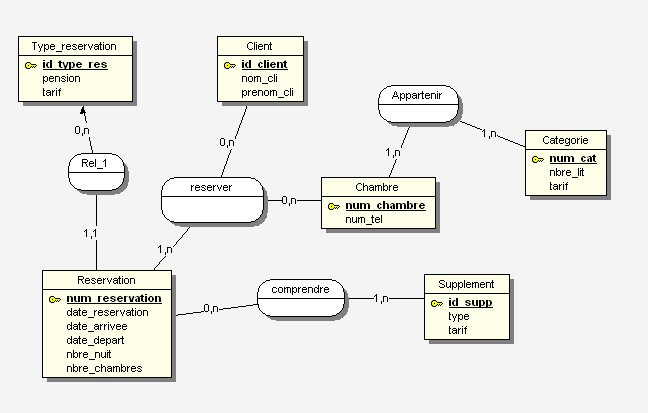 Type_reservation
id_type_res
pension
tarif
Client
id_client
nom_cli
prenom_cli
Appartenir
0,n
0,n
1,n
1,n
Categorie
num_cat
nbre_lit
tarif
Rel_1
reserver
0,n
Chambre
num_chambre
num_tel
1,1
1,n
Reservation
num_reservation
date_reservation
date_arrivee
date_depart
nbre_nuit
nbre_chambres
0,n
comprendre
1,n
Supplement
id_supp
type
tarif